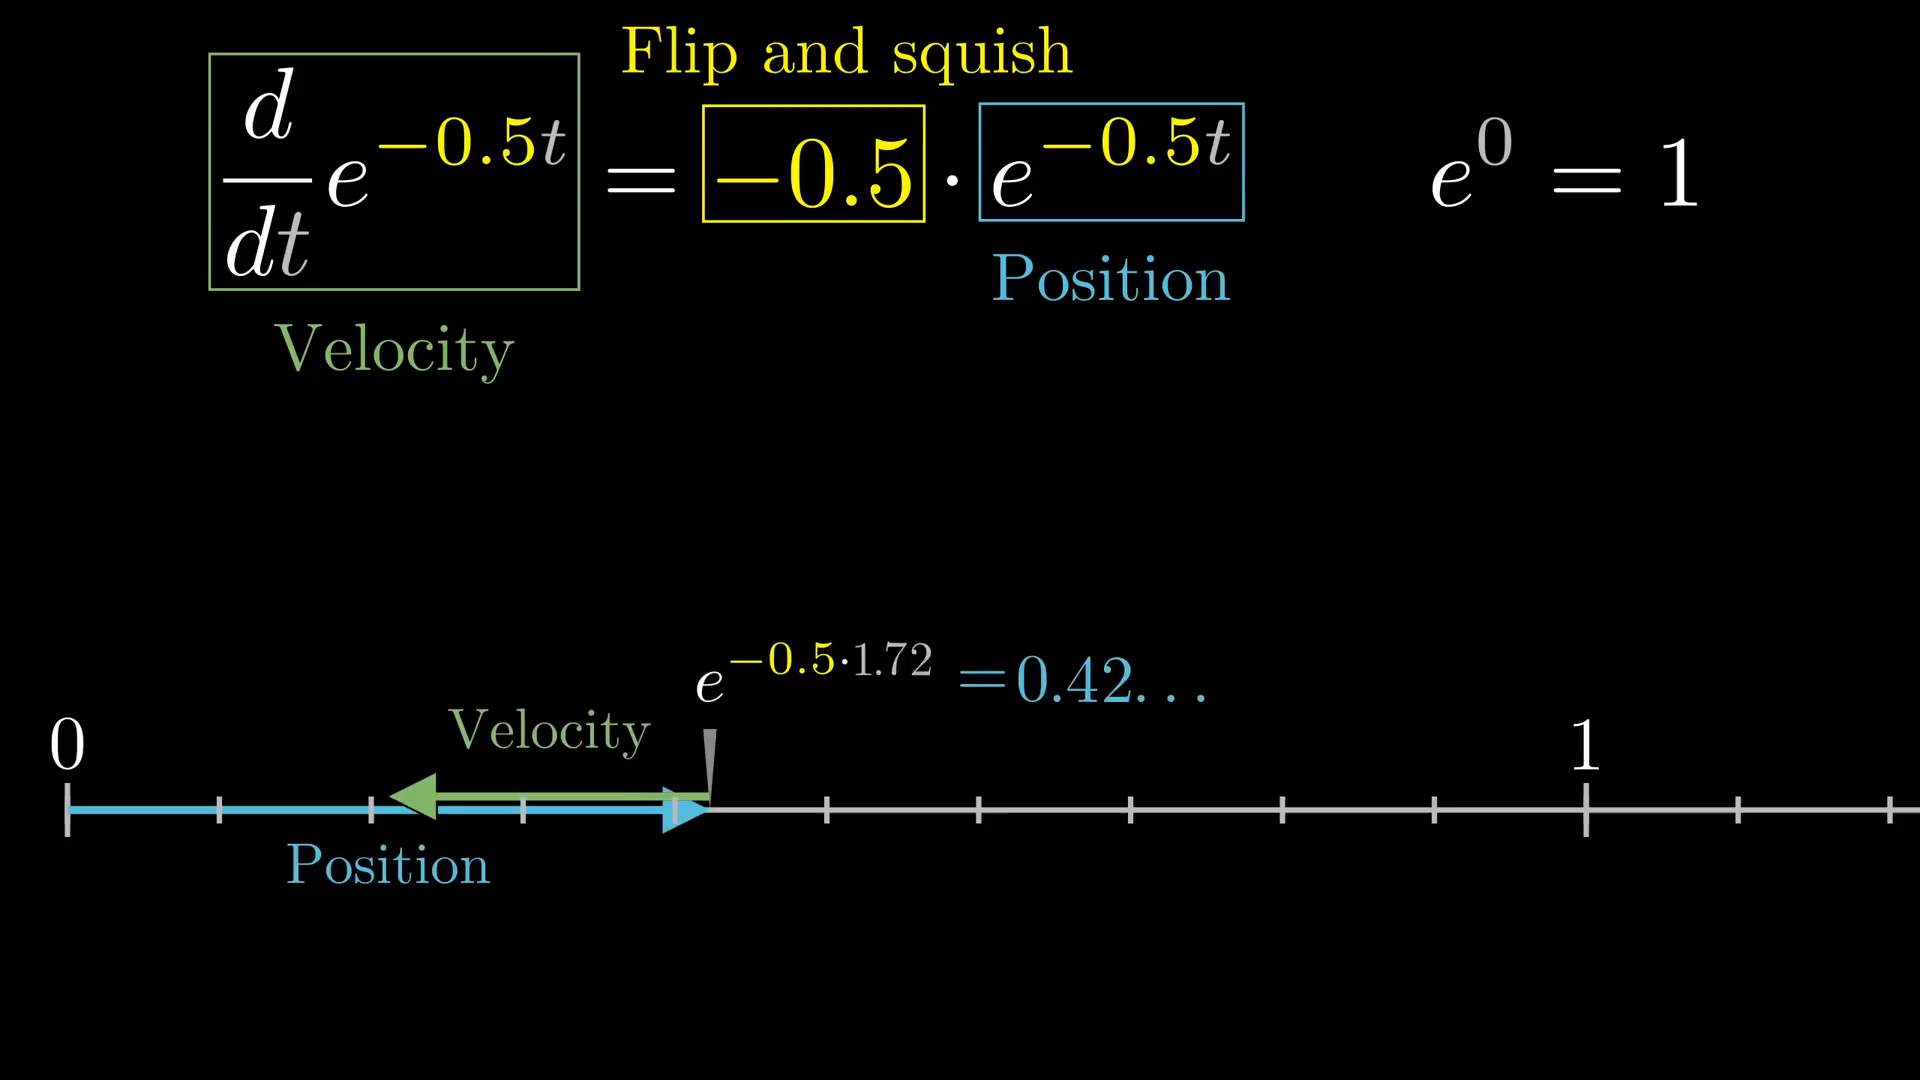 Flip and squish
d/dt e^{-0.5t} = -0.5 · e^{-0.5t}
e^0 = 1
Position
Velocity
e^{-0.5·1.72} = 0.42...
Velocity
0
1
Position